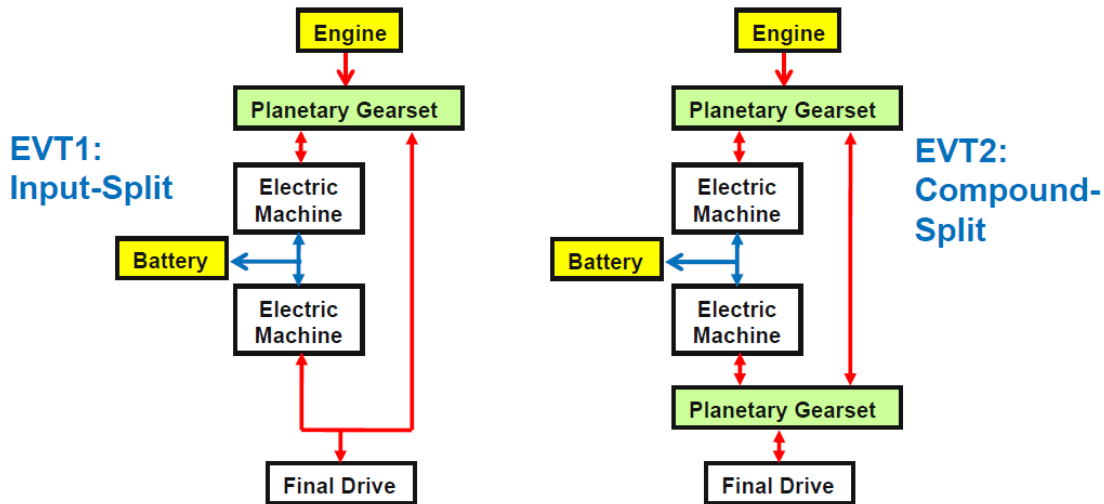 Engine
Planetary Gearset
EVT1:
Input-Split
Electric
Machine
Battery
Electric
Machine
Final Drive
Engine
Planetary Gearset
EVT2:
Compound-
Split
Electric
Machine
Battery
Electric
Machine
Planetary Gearset
Final Drive